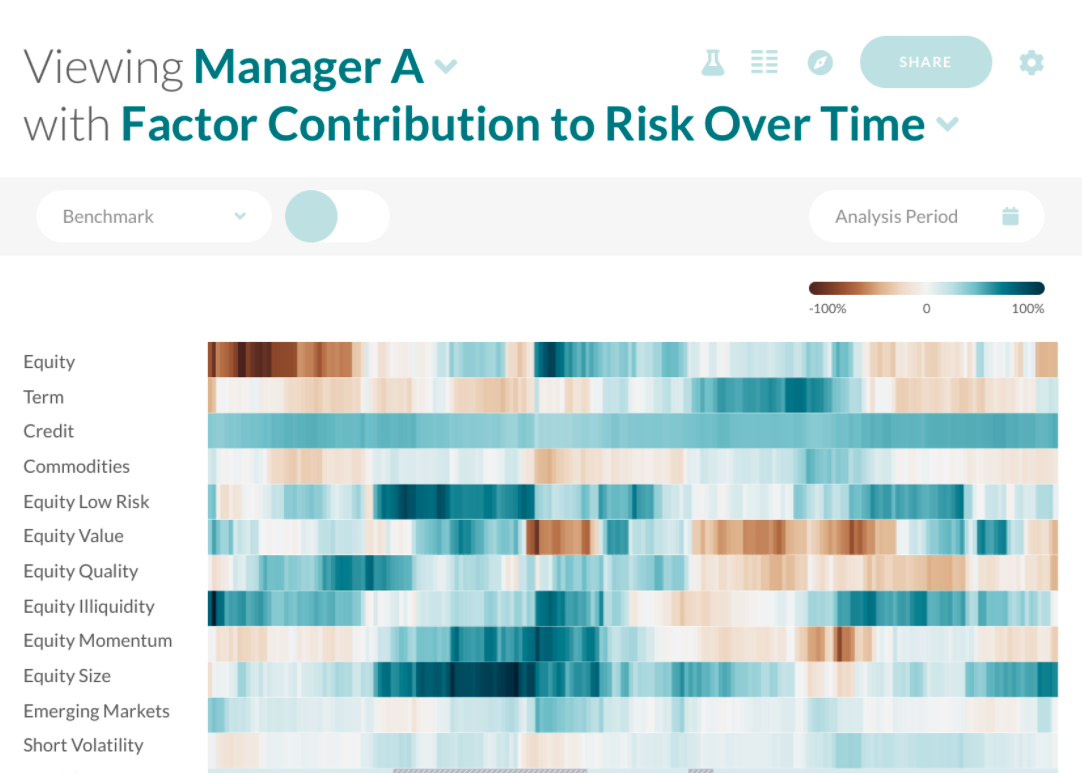 Viewing Manager A
with Factor Contribution to Risk Over Time
SHARE
Benchmark
Analysis Period
-100% 0 100%
Equity
Term
Credit
Commodities
Equity Low Risk
Equity Value
Equity Quality
Equity Illiquidity
Equity Momentum
Equity Size
Emerging Markets
Short Volatility